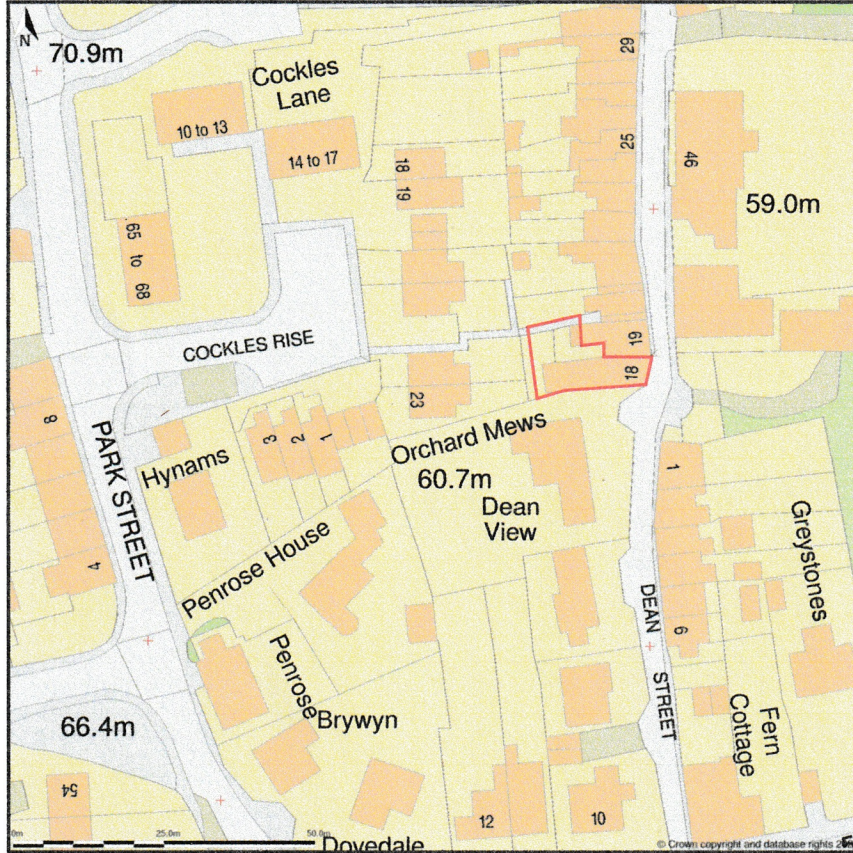 N
70.9m
Cockles
Lane
10 to 13
14 to 17
18
19
29
25
46
59.0m
65 to 68
COCKLES RISE
19
18
23
8
PARK STREET
4
Hynams
3
2
1
Orchard Mews
60.7m
Dean
View
1
Greystones
Penrose House
DEAN STREET
6
Penrose
Brywyn
66.4m
Fern
Cottage
54
12
10
25.0m
50.0m
Dovedale
© Crown copyright and database rights